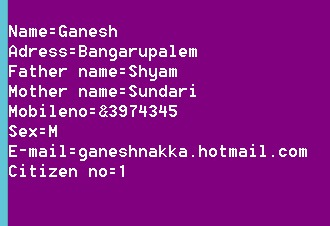 Name=Ganesh
Adress=Bangarupalem
Father name=Shyam
Mother name=Sundari
Mobileno=&3974345
Sex=M
E-mail=ganeshnakka.hotmail.com
Citizen no=1